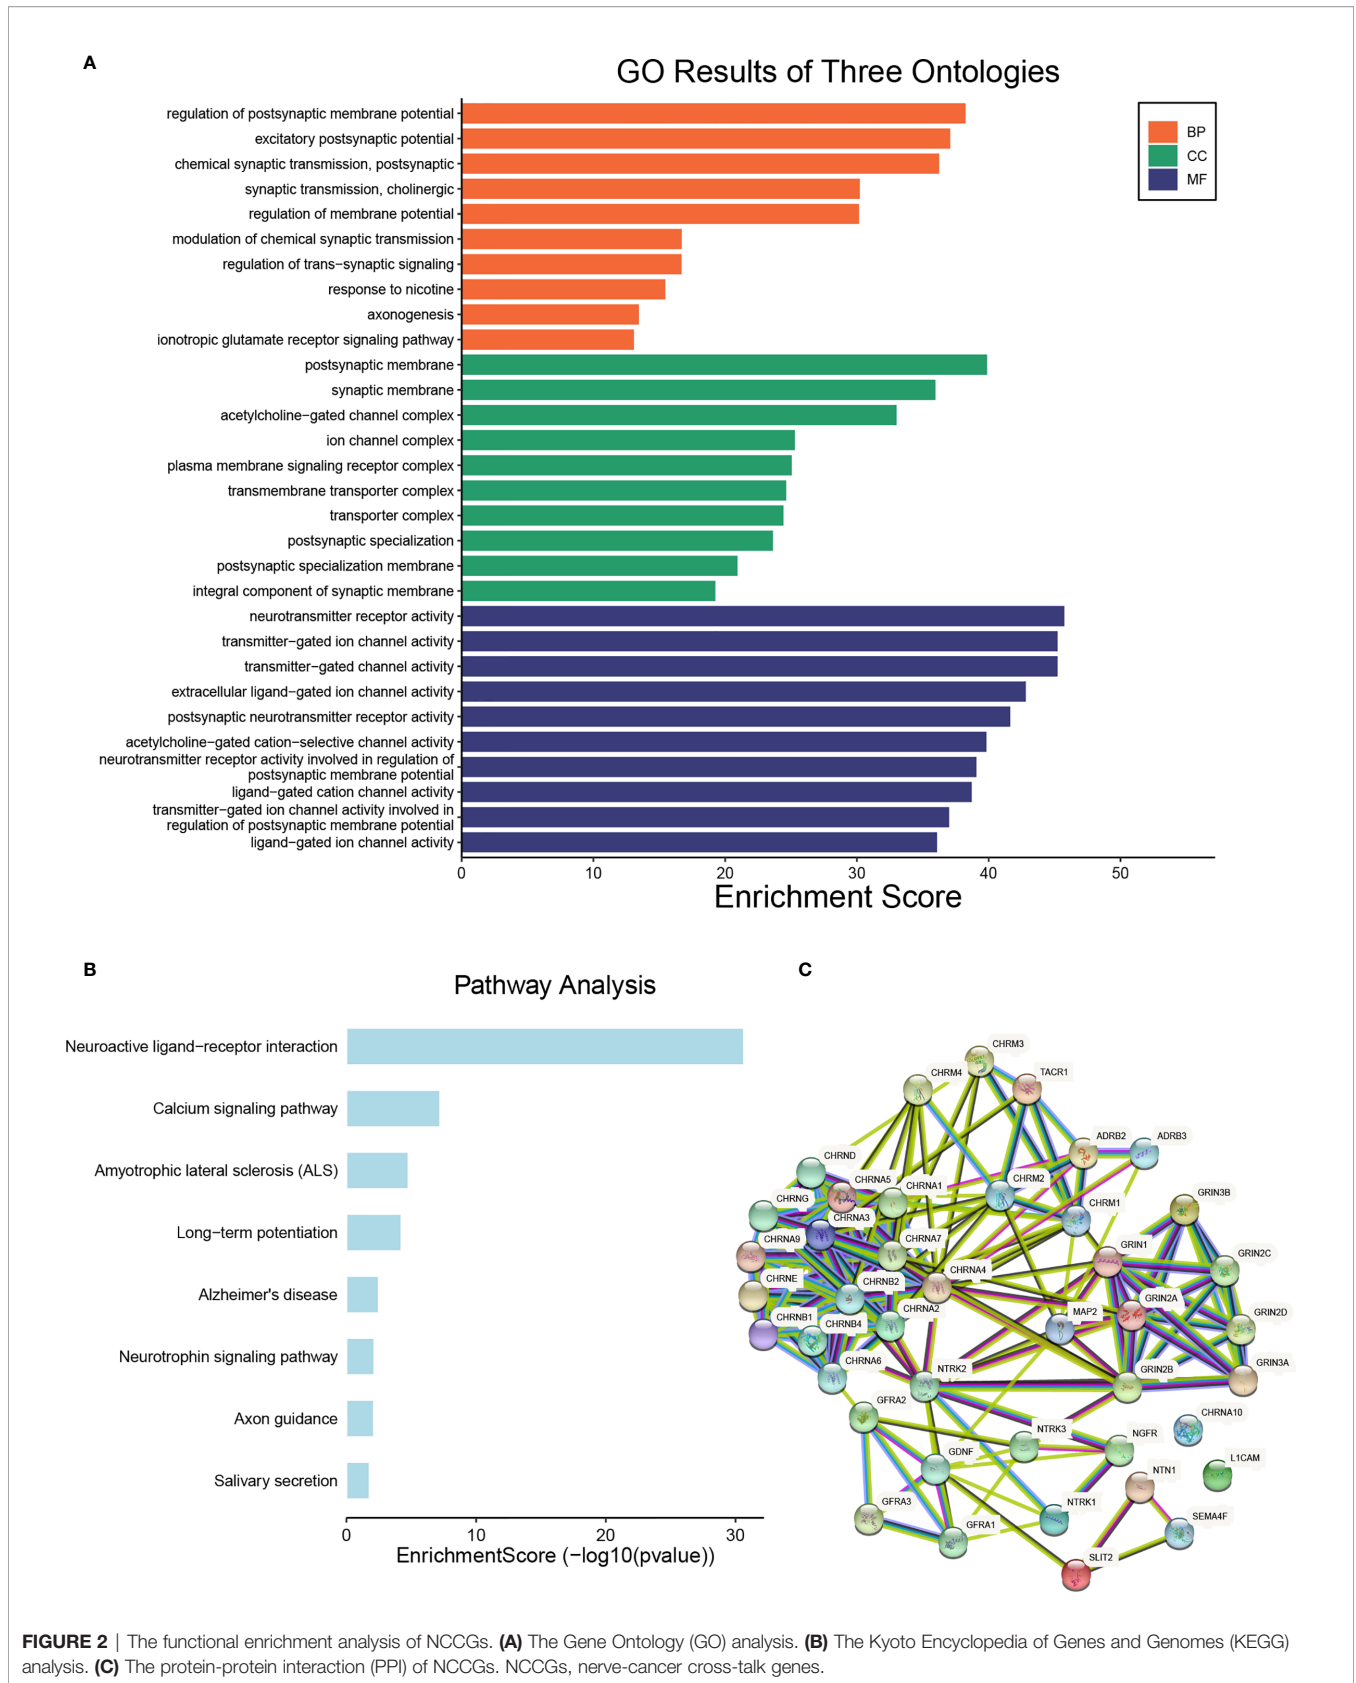 A
GO Results of Three Ontologies
regulation of postsynaptic membrane potential
excitatory postsynaptic potential
chemical synaptic transmission, postsynaptic
synaptic transmission, cholinergic
regulation of membrane potential
modulation of chemical synaptic transmission
regulation of trans−synaptic signaling
response to nicotine
axonogenesis
ionotropic glutamate receptor signaling pathway
postsynaptic membrane
synaptic membrane
acetylcholine−gated channel complex
ion channel complex
plasma membrane signaling receptor complex
transmembrane transporter complex
transporter complex
postsynaptic specialization
postsynaptic specialization membrane
integral component of synaptic membrane
neurotransmitter receptor activity
transmitter−gated ion channel activity
transmitter−gated channel activity
extracellular ligand−gated ion channel activity
postsynaptic neurotransmitter receptor activity
acetylcholine−gated cation−selective channel activity
neurotransmitter receptor activity involved in regulation of
postsynaptic membrane potential
ligand−gated cation channel activity
transmitter−gated ion channel activity involved in
regulation of postsynaptic membrane potential
ligand−gated ion channel activity
BP
CC
MF
0 10 20 30 40 50
Enrichment Score
B
Pathway Analysis
Neuroactive ligand−receptor interaction
Calcium signaling pathway
Amyotrophic lateral sclerosis (ALS)
Long−term potentiation
Alzheimer's disease
Neurotrophin signaling pathway
Axon guidance
Salivary secretion
0 10 20 30
EnrichmentScore (−log10(pvalue))
C
CHRM3
CHRM4
TACR1
ADRB2
ADRB3
CHRND
CHRNA5
CHRNA1
CHRM2
CHRNG
CHRNA3
CHRM1
GRIN3B
CHRNA9
CHRNA7
GRIN1
GRIN2C
CHRNE
CHRNB2
CHRNA4
GRIN2A
CHRNB1
CHRNB4
CHRNA2
MAP2
GRIN2D
CHRNA6
NTRK2
GRIN2B
GRIN3A
GFRA2
CHRNA10
NTRK3
NGFR
GDNF
L1CAM
NTN1
GFRA3
NTRK1
SEMA4F
GFRA1
SLIT2
FIGURE 2 | The functional enrichment analysis of NCCGs. (A) The Gene Ontology (GO) analysis. (B) The Kyoto Encyclopedia of Genes and Genomes (KEGG)
analysis. (C) The protein-protein interaction (PPI) of NCCGs. NCCGs, nerve-cancer cross-talk genes.